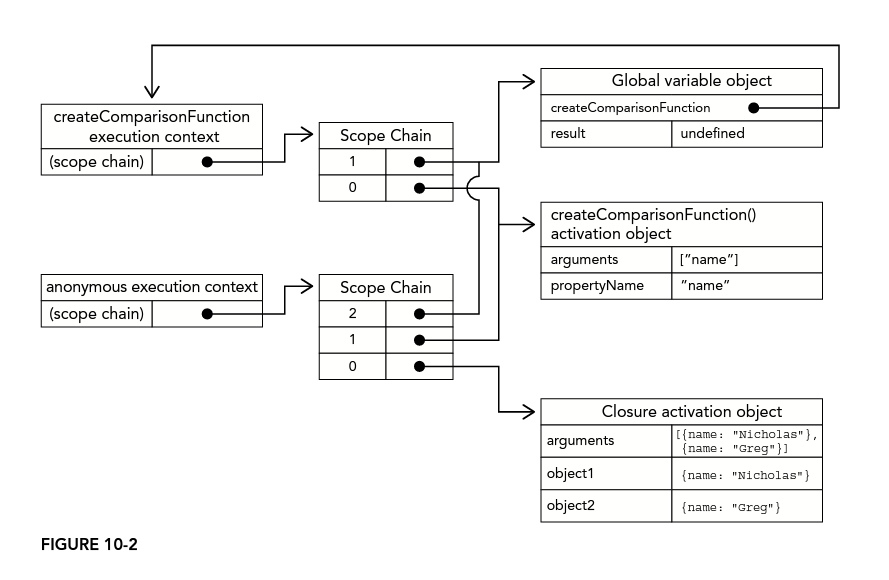 createComparisonFunction
execution context
(scope chain)
Scope Chain
1
0
Global variable object
createComparisonFunction
result undefined
createComparisonFunction()
activation object
arguments ["name"]
propertyName "name"
anonymous execution context
(scope chain)
Scope Chain
2
1
0
Closure activation object
arguments [{name: "Nicholas"},
{name: "Greg"}]
object1 {name: "Nicholas"}
object2 {name: "Greg"}
FIGURE 10-2